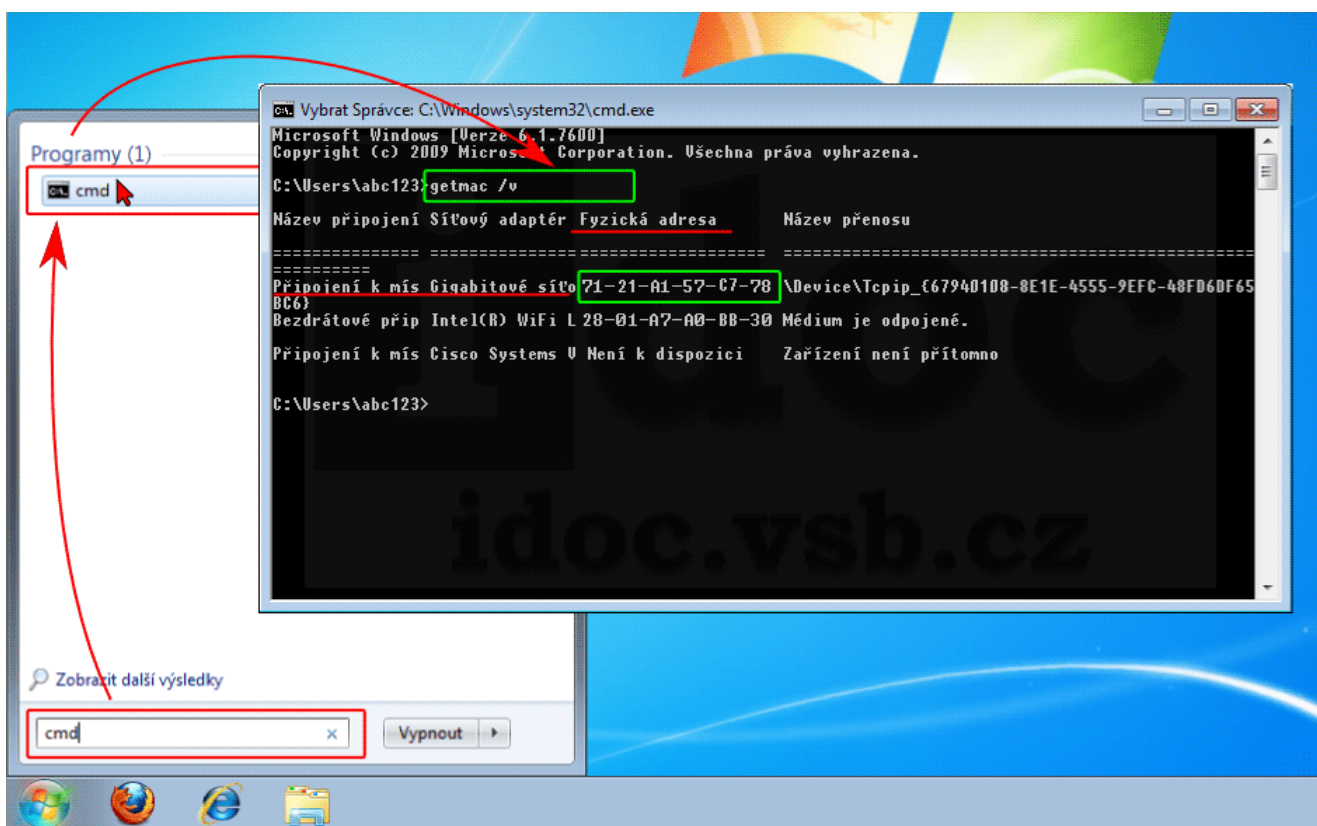 Programy (1)
cmd
Zobrazit další výsledky
cmd
Vypnout
Vybrat Správce: C:\Windows\system32\cmd.exe
Microsoft Windows [Verze 6.1.7600]
Copyright (c) 2009 Microsoft Corporation. Všechna práva vyhrazena.
C:\Users\abc123>getmac /v
Název připojení Síťový adaptér Fyzická adresa Název přenosu
=============== ============== =================== ============================================
==========
Připojení k mís Gigabitové síťo 71-21-A1-57-C7-78 \Device\Tcpip_{67940108-8E1E-4555-9EFC-48FD6DF65
BC6}
Bezdrátové přip Intel(R) WiFi L 28-01-A7-A0-BB-30 Médium je odpojené.
Připojení k mís Cisco Systems V Není k dispozici Zařízení není přítomno
C:\Users\abc123>
idoc
idoc.vsb.cz